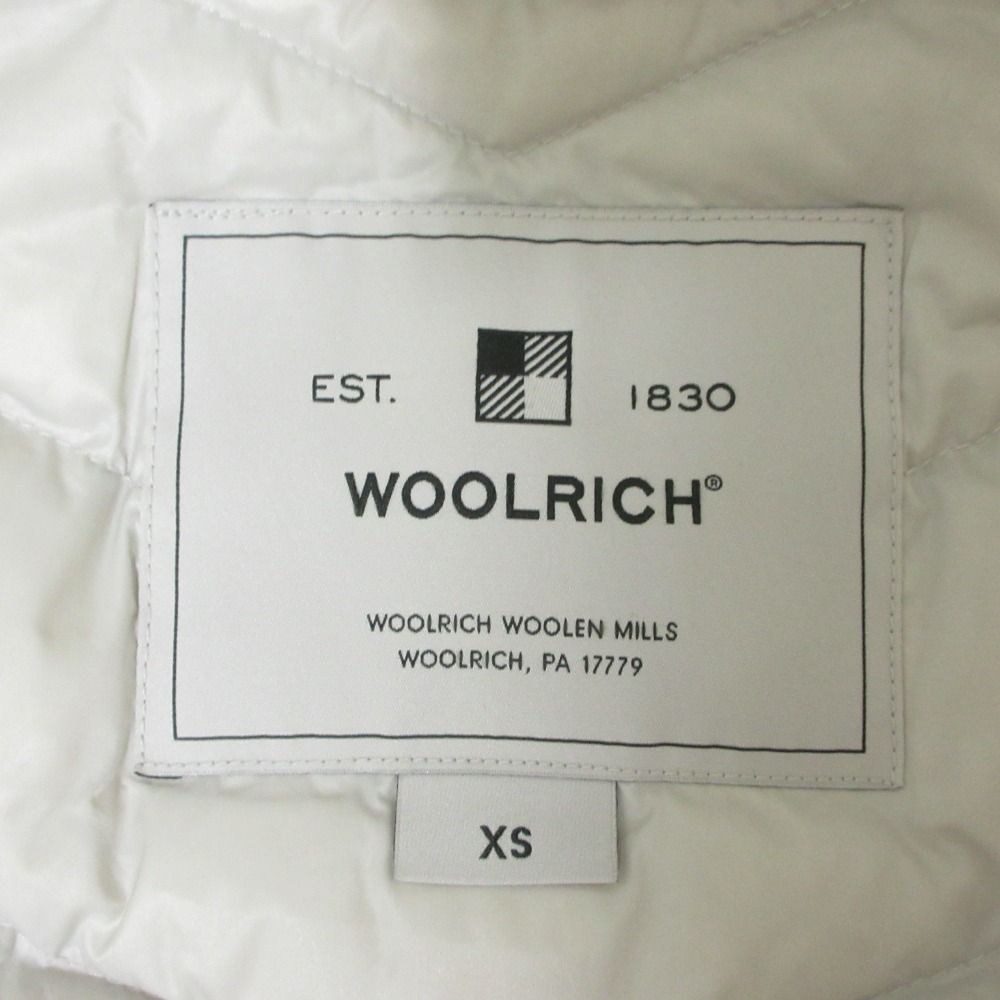 EST. 1830
WOOLRICH®
WOOLRICH WOOLEN MILLS
WOOLRICH, PA 17779
XS